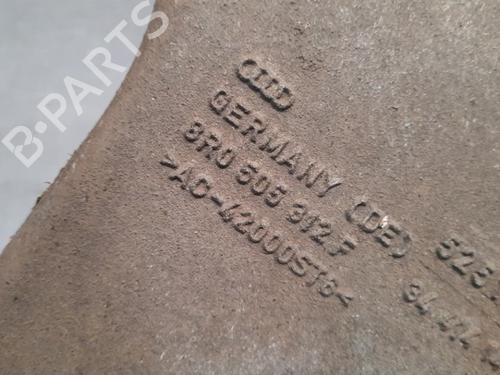 B-PARTS
GERMANY (DE)
8R0 505 312.F
>AC-42000ST6<